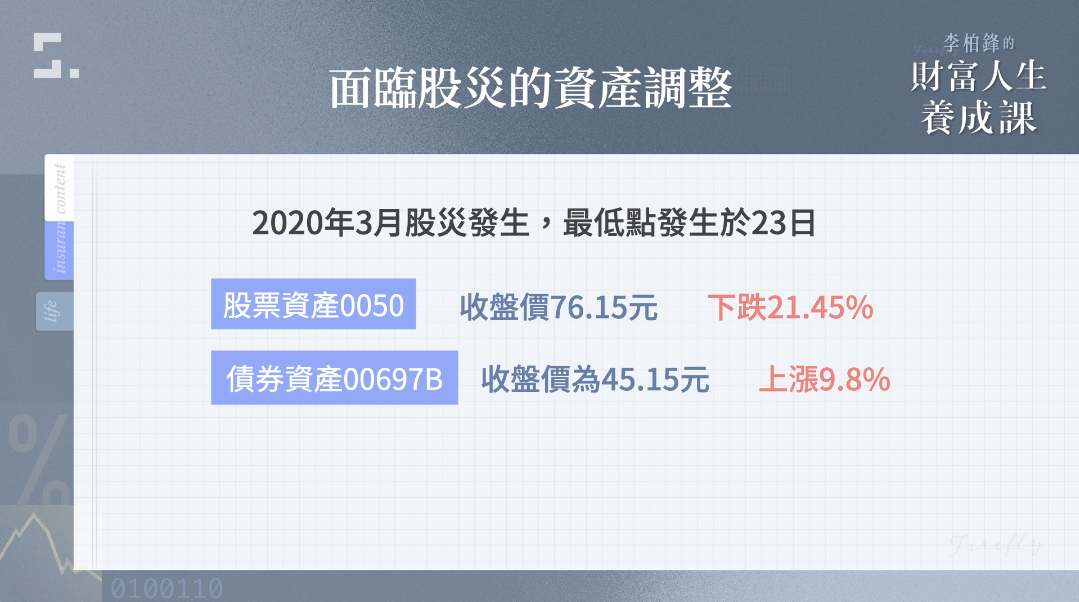 李柏鋒的
財富人生
養成課
面臨股災的資產調整
content
insuran
life
2020年3月股災發生，最低點發生於23日
股票資產0050 收盤價76.15元 下跌21.45%
債券資產00697B 收盤價為45.15元 上漲9.8%
%
Firefly
0100110